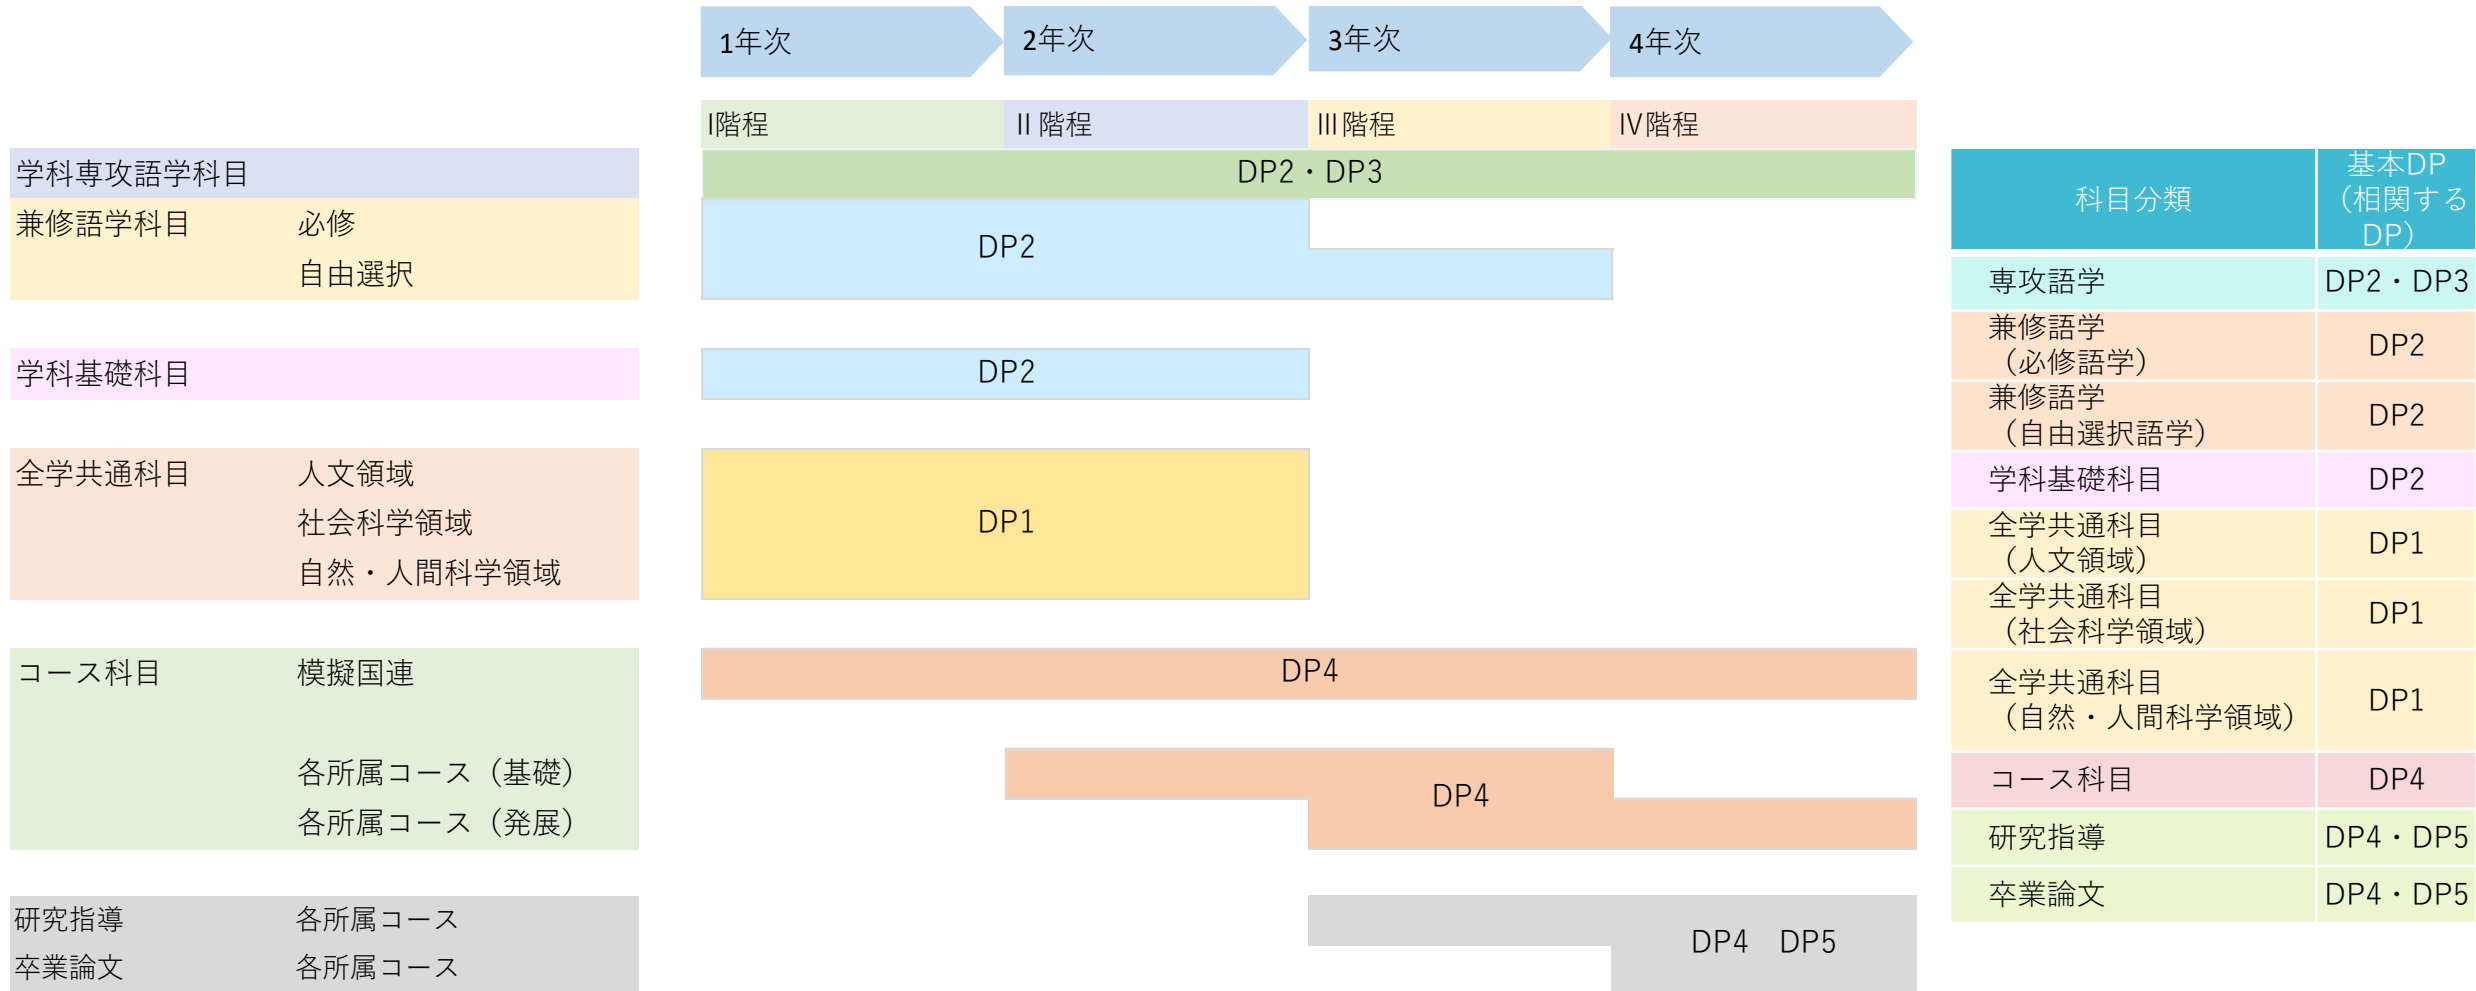 1年次
2年次
3年次
4年次
Ⅰ階程
Ⅱ階程
Ⅲ階程
Ⅳ階程
学科専攻語学科目
DP2・DP3
兼修語学科目 必修
自由選択
DP2
学科基礎科目
DP2
全学共通科目 人文領域
社会科学領域
自然・人間科学領域
DP1
コース科目 模擬国連
DP4
各所属コース（基礎）
各所属コース（発展）
DP4
研究指導 各所属コース
卒業論文 各所属コース
DP4 DP5
科目分類
基本DP
（相関する
DP）
専攻語学 DP2・DP3
兼修語学
（必修語学）
DP2
兼修語学
（自由選択語学）
DP2
学科基礎科目 DP2
全学共通科目
（人文領域）
DP1
全学共通科目
（社会科学領域）
DP1
全学共通科目
（自然・人間科学領域）
DP1
コース科目 DP4
研究指導 DP4・DP5
卒業論文 DP4・DP5